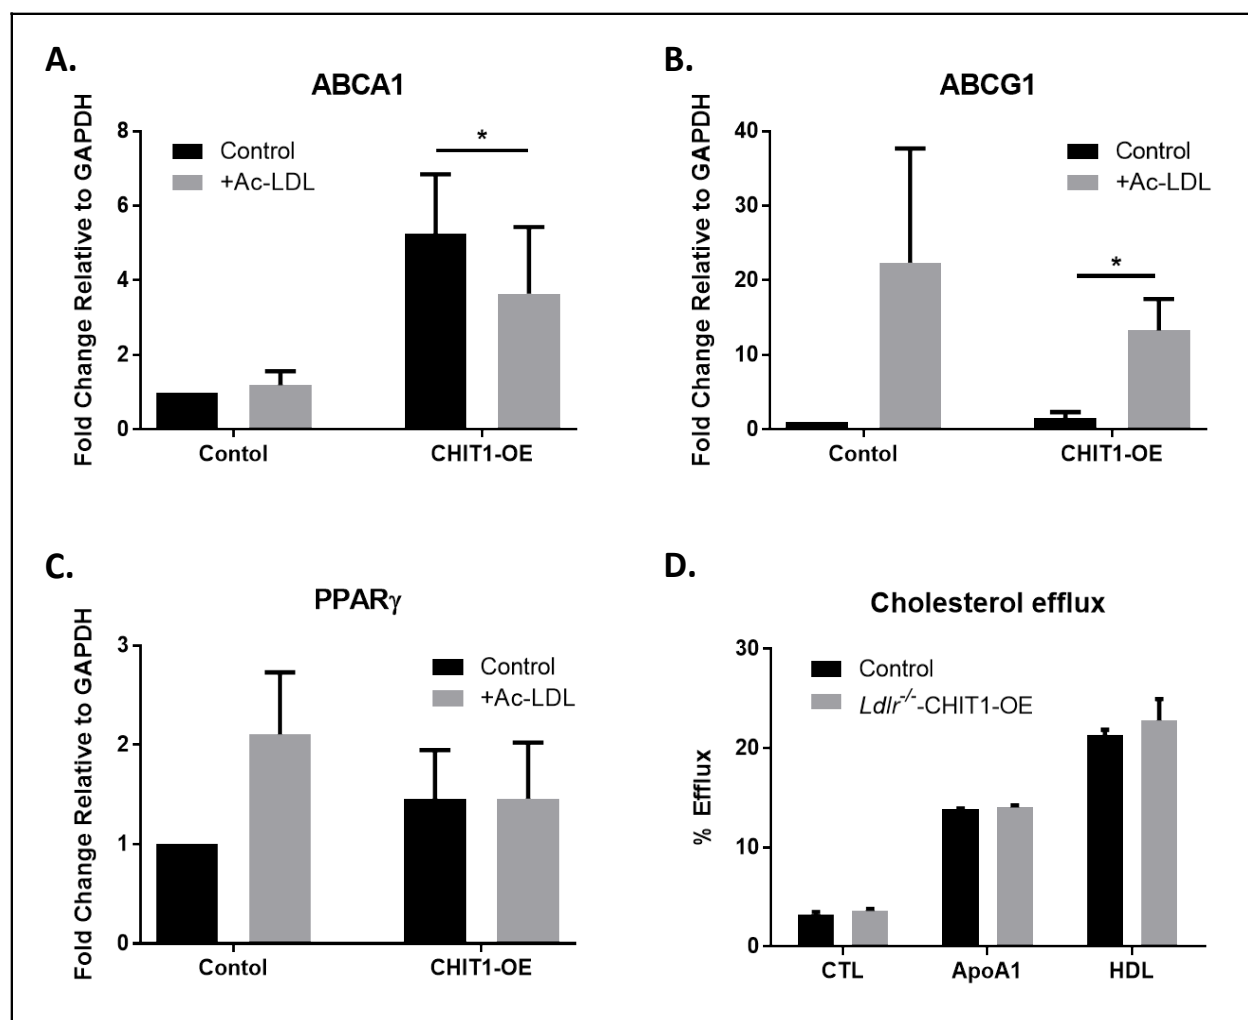 A.
ABCA1
Fold Change Relative to GAPDH
8
6
4
2
0
Control
+Ac-LDL
*
Contol
CHIT1-OE
B.
ABCG1
Fold Change Relative to GAPDH
40
30
20
10
0
Control
+Ac-LDL
*
Contol
CHIT1-OE
C.
PPARγ
Fold Change Relative to GAPDH
3
2
1
0
Control
+Ac-LDL
Contol
CHIT1-OE
D.
Cholesterol efflux
% Efflux
30
20
10
0
Control
Ldlr-/--CHIT1-OE
CTL
ApoA1
HDL